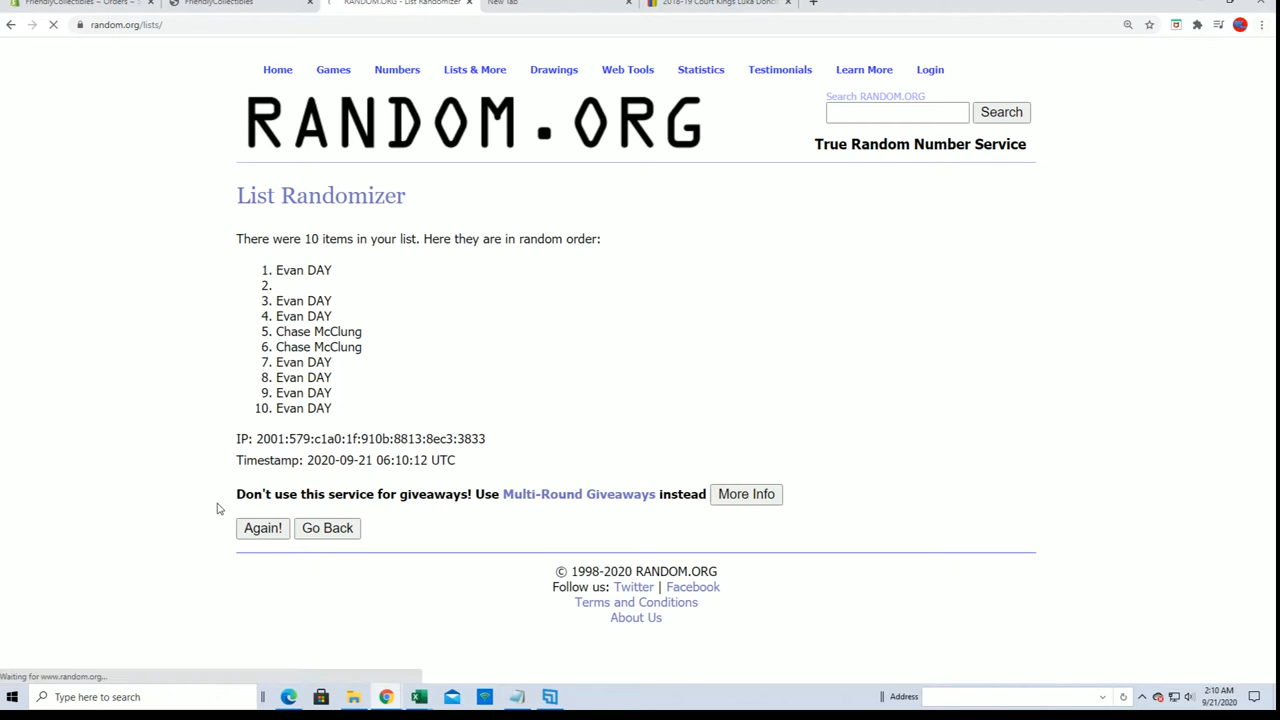 FriendlyCollectibles ~ Orders ~ S
FriendlyCollectibles
RANDOM.ORG - List Randomizer
New Tab
2018-19 Court Kings Luka Donci
random.org/lists/
Home Games Numbers Lists & More Drawings Web Tools Statistics Testimonials Learn More Login
RANDOM.ORG
Search RANDOM.ORG
Search
True Random Number Service
List Randomizer
There were 10 items in your list. Here they are in random order:
1. Evan DAY
2.
3. Evan DAY
4. Evan DAY
5. Chase McClung
6. Chase McClung
7. Evan DAY
8. Evan DAY
9. Evan DAY
10. Evan DAY
IP: 2001:579:c1a0:1f:910b:8813:8ec3:3833
Timestamp: 2020-09-21 06:10:12 UTC
Don't use this service for giveaways! Use Multi-Round Giveaways instead More Info
Again! Go Back
© 1998-2020 RANDOM.ORG
Follow us: Twitter | Facebook
Terms and Conditions
About Us
Waiting for www.random.org...
Type here to search
Address
2:10 AM
9/21/2020